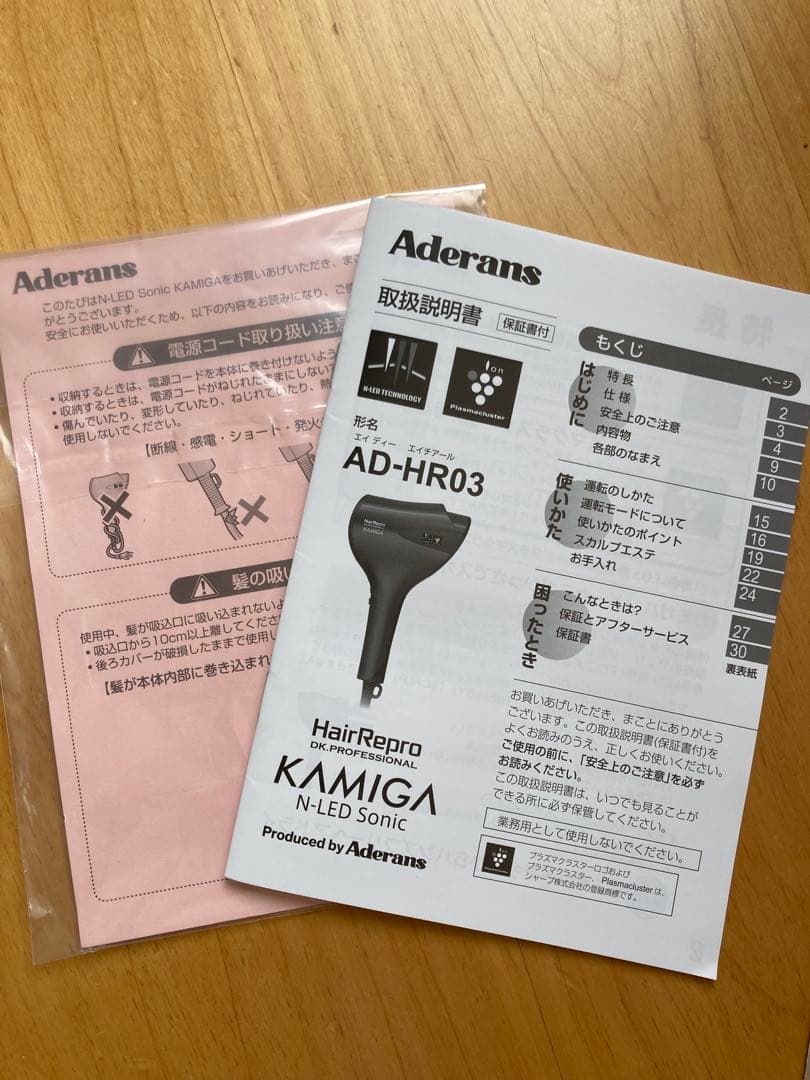 Aderans
このたびはN-LED Sonic KAMIGAをお買いあげいただき、まこ
がとうございます。
安全にお使いいただくため、以下の内容をお読みになり、ご使
電源コード取り扱い注意
・収納するときは、電源コードを本体に巻き付けないよう
・収納するときは、電源コードがねじれたままにしない
・傷んでいたり、変形していたり、ねじれていたり、熱
使用しないでください。
【断線・感電・ショート・発火
髪の吸い
使用中、髪が吸込口に吸い込まれないよ
・吸込口から10cm以上離してくださ
・後ろカバーが破損したままで使用し
【髪が本体内部に巻き込まれ
Aderans
取扱説明書
保証書付
N-LED TECHNOLOGY
ion
Plasmacluster
形名
エイ ディー エイチアール
AD-HR03
HairRepro
KAMIGA
HairRepro
DK.PROFESSIONAL
KAMIGA
N-LED Sonic
Produced by Aderans
もくじ
ページ
はじめに
特長 2
仕様 3
安全上のご注意 4
内容物 9
各部のなまえ 10
使いかた
運転のしかた 15
運転モードについて 16
使いかたのポイント 19
スカルプエステ 22
お手入れ 24
困ったとき
こんなときは? 27
保証とアフターサービス 30
保証書 裏表紙
お買いあげいただき、まことにありがとう
ございます。この取扱説明書(保証書付)を
よくお読みのうえ、正しくお使いください。
ご使用の前に、「安全上のご注意」を必ず
お読みください。
この取扱説明書は、いつでも見ることが
できる所に必ず保管してください。
業務用として使用しないでください。
プラズマクラスターロゴおよび
プラズマクラスター、Plasmaclusterは、
シャープ株式会社の登録商標です。